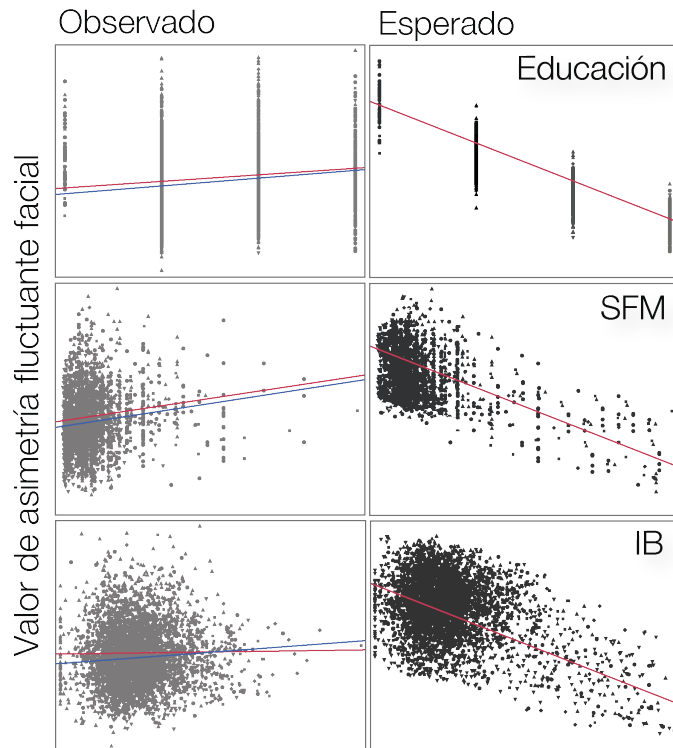 Observado
Esperado
Educación
SFM
IB
Valor de asimetría fluctuante facial